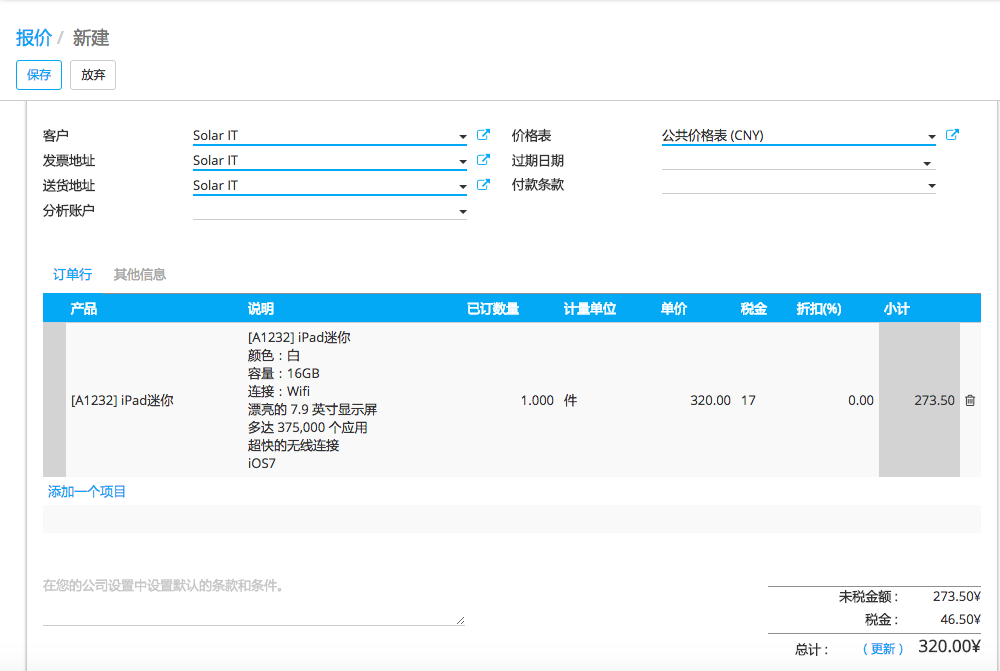 报价 / 新建
保存 放弃
客户 Solar IT 价格表 公共价格表 (CNY)
发票地址 Solar IT 过期日期
送货地址 Solar IT 付款条款
分析账户
订单行 其他信息
产品 说明 已订数量 计量单位 单价 税金 折扣(%) 小计
[A1232] iPad迷你
颜色：白
容量：16GB
连接：Wifi
[A1232] iPad迷你 漂亮的 7.9 英寸显示屏 1.000 件 320.00 17 0.00 273.50
多达 375,000 个应用
超快的无线连接
iOS7
添加一个项目
在您的公司设置中设置默认的条款和条件。
未税金额 : 273.50¥
税金 : 46.50¥
总计 : ( 更新 ) 320.00¥